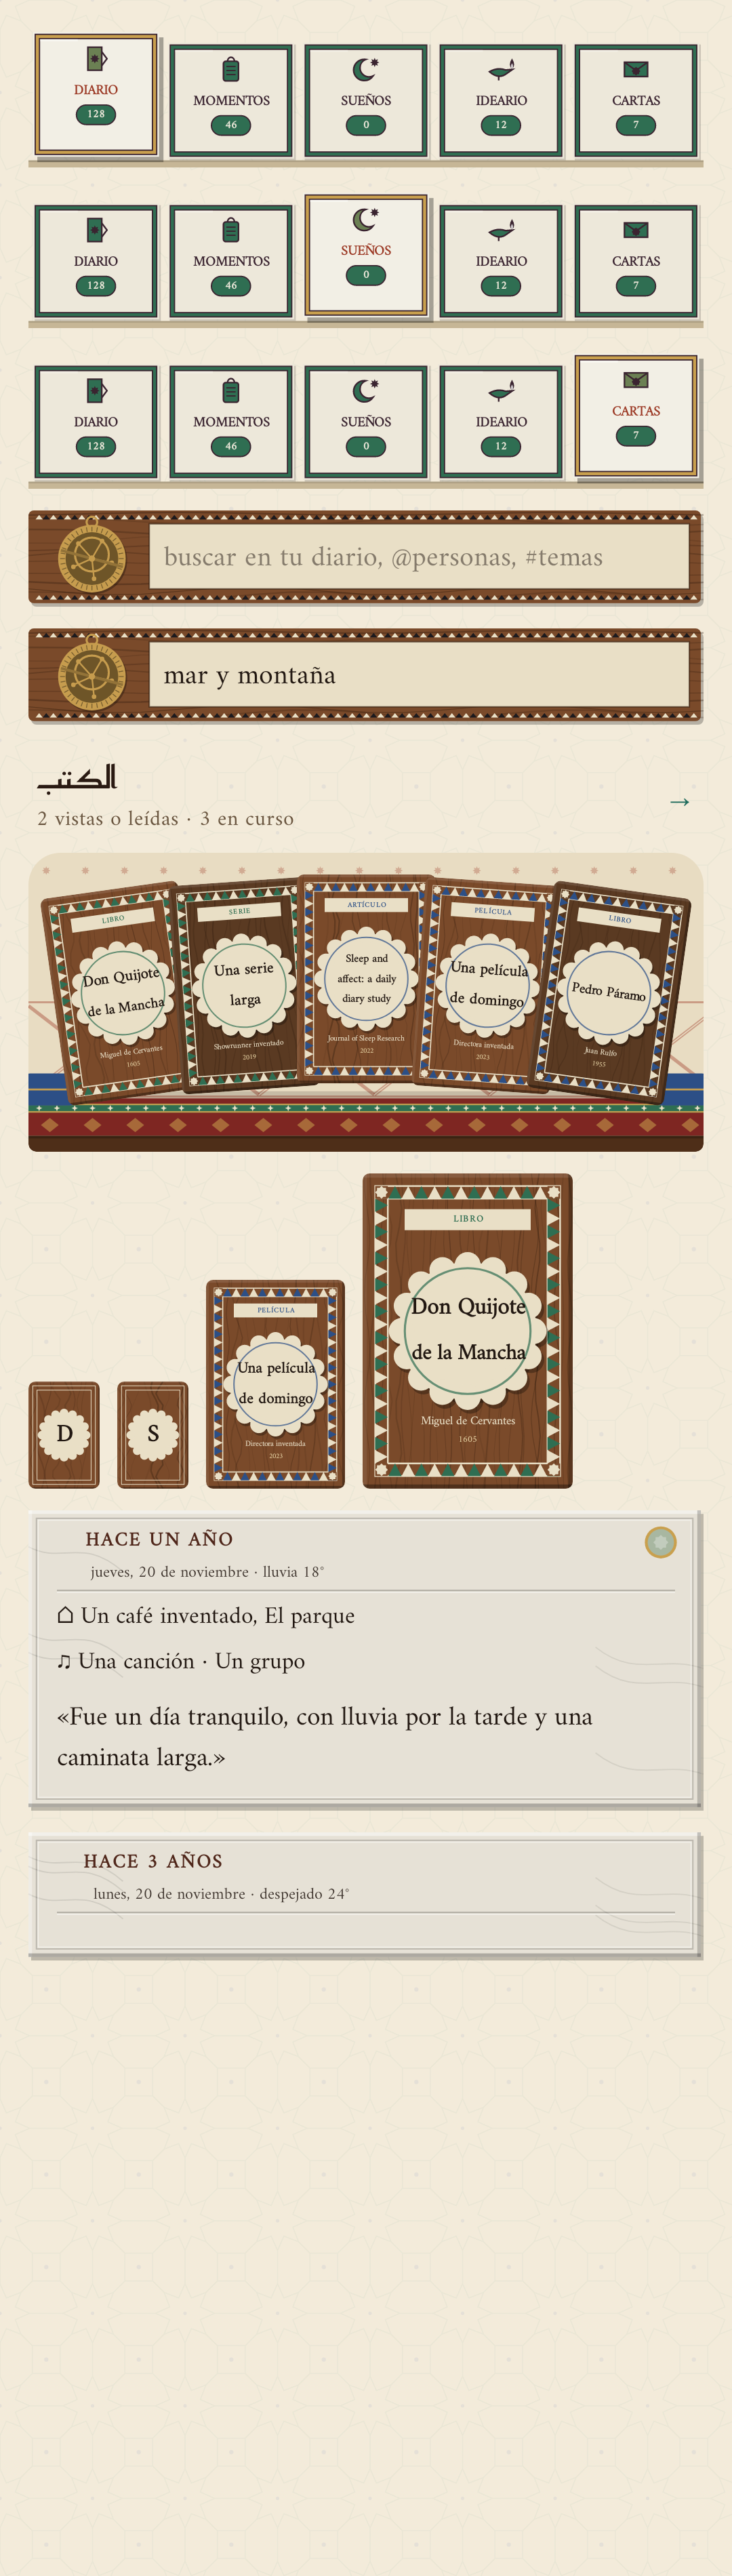 DIARIO
128
MOMENTOS
46
SUEÑOS
0
IDEARIO
12
CARTAS
7
DIARIO
128
MOMENTOS
46
SUEÑOS
0
IDEARIO
12
CARTAS
7
DIARIO
128
MOMENTOS
46
SUEÑOS
0
IDEARIO
12
CARTAS
7
buscar en tu diario, @personas, #temas
mar y montaña
الكتب
→
2 vistas o leídas · 3 en curso
LIBRO
Don Quijote
de la Mancha
Miguel de Cervantes
1605
SERIE
Una serie
larga
Showrunner inventado
2019
ARTÍCULO
Sleep and
affect: a daily
diary study
Journal of Sleep Research
2022
PELÍCULA
Una película
de domingo
Directora inventada
2023
LIBRO
Pedro Páramo
Juan Rulfo
1955
D
S
PELÍCULA
Una película
de domingo
Directora inventada
2023
LIBRO
Don Quijote
de la Mancha
Miguel de Cervantes
1605
HACE UN AÑO
jueves, 20 de noviembre · lluvia 18°
⌂ Un café inventado, El parque
♫ Una canción · Un grupo
«Fue un día tranquilo, con lluvia por la tarde y una
caminata larga.»
HACE 3 AÑOS
lunes, 20 de noviembre · despejado 24°